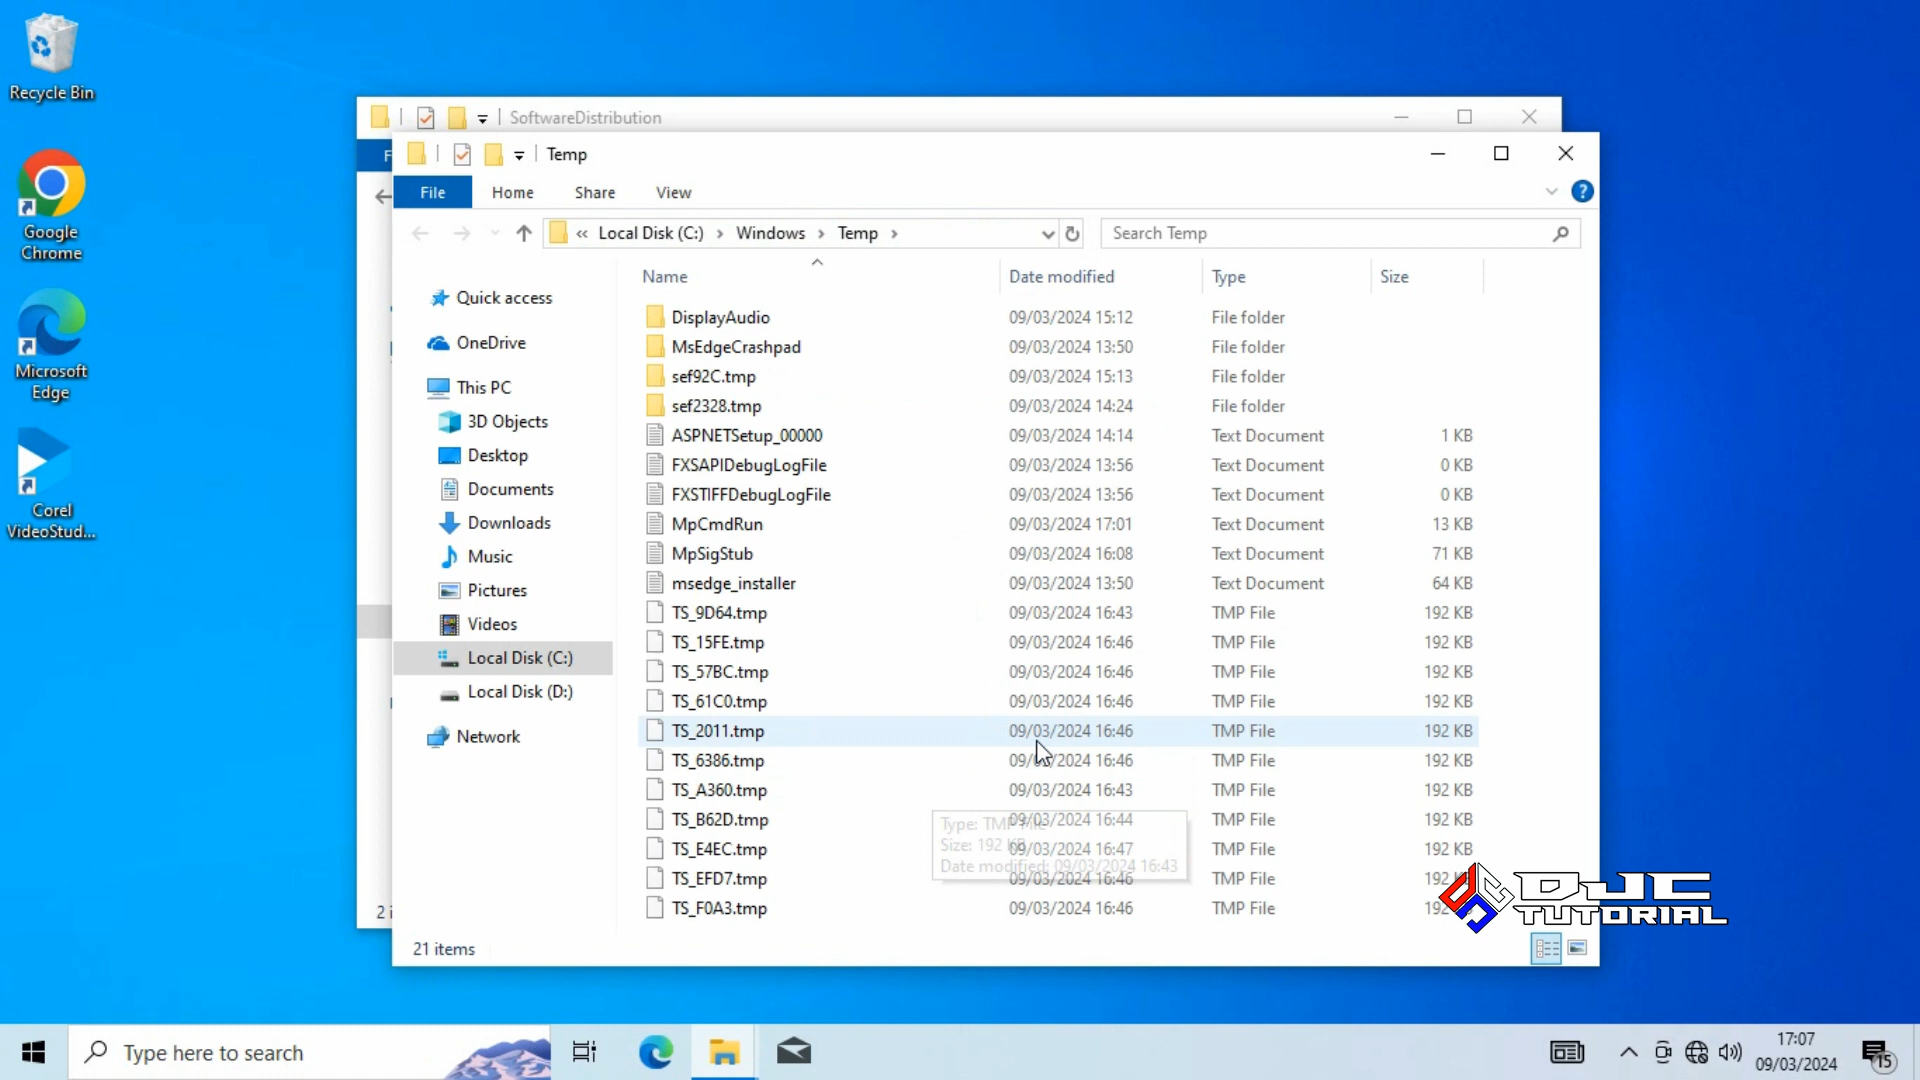 Recycle Bin
Google
Chrome
Microsoft
Edge
Corel
VideoStud...
SoftwareDistribution
F
Temp
File Home Share View
« Local Disk (C:) › Windows › Temp ›
Search Temp
Name Date modified Type Size
Quick access
OneDrive
This PC
3D Objects
Desktop
Documents
Downloads
Music
Pictures
Videos
Local Disk (C:)
Local Disk (D:)
Network
DisplayAudio 09/03/2024 15:12 File folder
MsEdgeCrashpad 09/03/2024 13:50 File folder
sef92C.tmp 09/03/2024 15:13 File folder
sef2328.tmp 09/03/2024 14:24 File folder
ASPNETSetup_00000 09/03/2024 14:14 Text Document 1 KB
FXSAPIDebugLogFile 09/03/2024 13:56 Text Document 0 KB
FXSTIFFDebugLogFile 09/03/2024 13:56 Text Document 0 KB
MpCmdRun 09/03/2024 17:01 Text Document 13 KB
MpSigStub 09/03/2024 16:08 Text Document 71 KB
msedge_installer 09/03/2024 13:50 Text Document 64 KB
TS_9D64.tmp 09/03/2024 16:43 TMP File 192 KB
TS_15FE.tmp 09/03/2024 16:46 TMP File 192 KB
TS_57BC.tmp 09/03/2024 16:46 TMP File 192 KB
TS_61C0.tmp 09/03/2024 16:46 TMP File 192 KB
TS_2011.tmp 09/03/2024 16:46 TMP File 192 KB
TS_6386.tmp 09/03/2024 16:46 TMP File 192 KB
TS_A360.tmp 09/03/2024 16:43 TMP File 192 KB
TS_B62D.tmp 09/03/2024 16:44 TMP File 192 KB
TS_E4EC.tmp 09/03/2024 16:47 TMP File 192 KB
TS_EFD7.tmp 09/03/2024 16:46 TMP File 192
TS_F0A3.tmp 09/03/2024 16:46 TMP File 192
Type: TMP File
Size: 192 KB
Date modified: 09/03/2024 16:43
2 i
21 items
DJC
TUTORIAL
Type here to search
17:07
09/03/2024
15